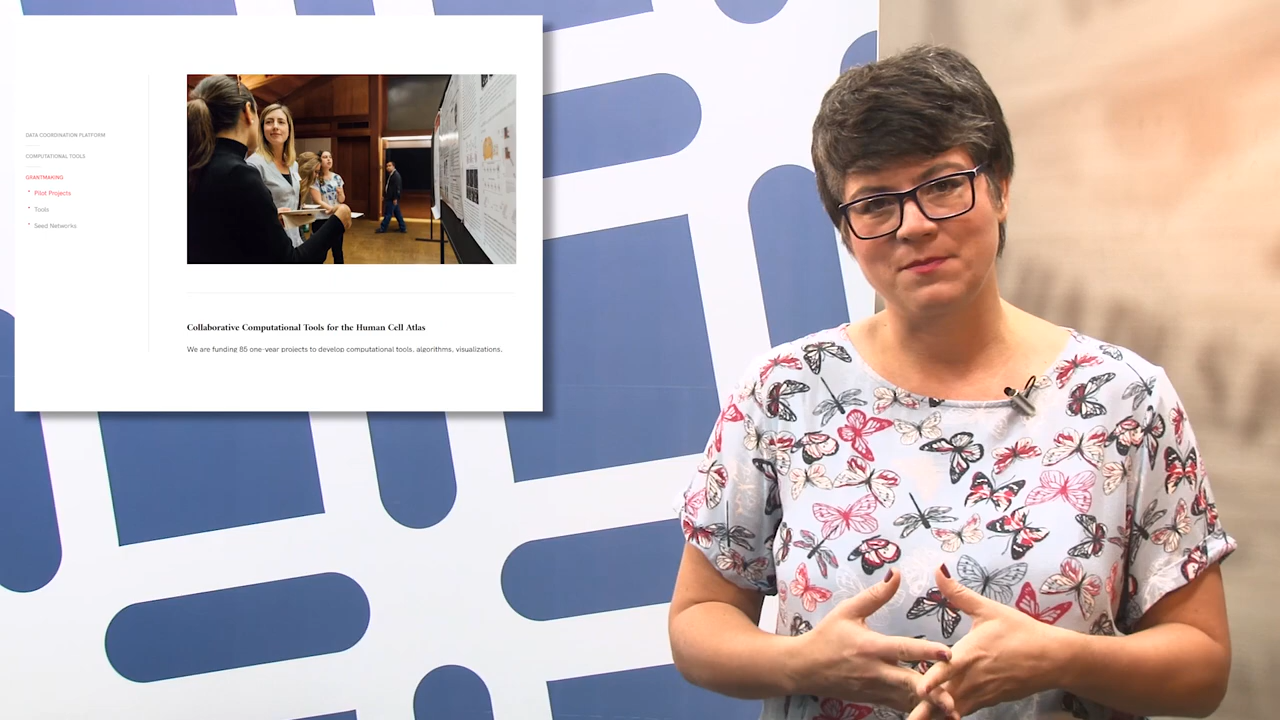 DATA COORDINATION PLATFORM
COMPUTATIONAL TOOLS
GRANTMAKING
Pilot Projects
Tools
Seed Networks
Collaborative Computational Tools for the Human Cell Atlas
We are funding 85 one-year projects to develop computational tools, algorithms, visualizations,